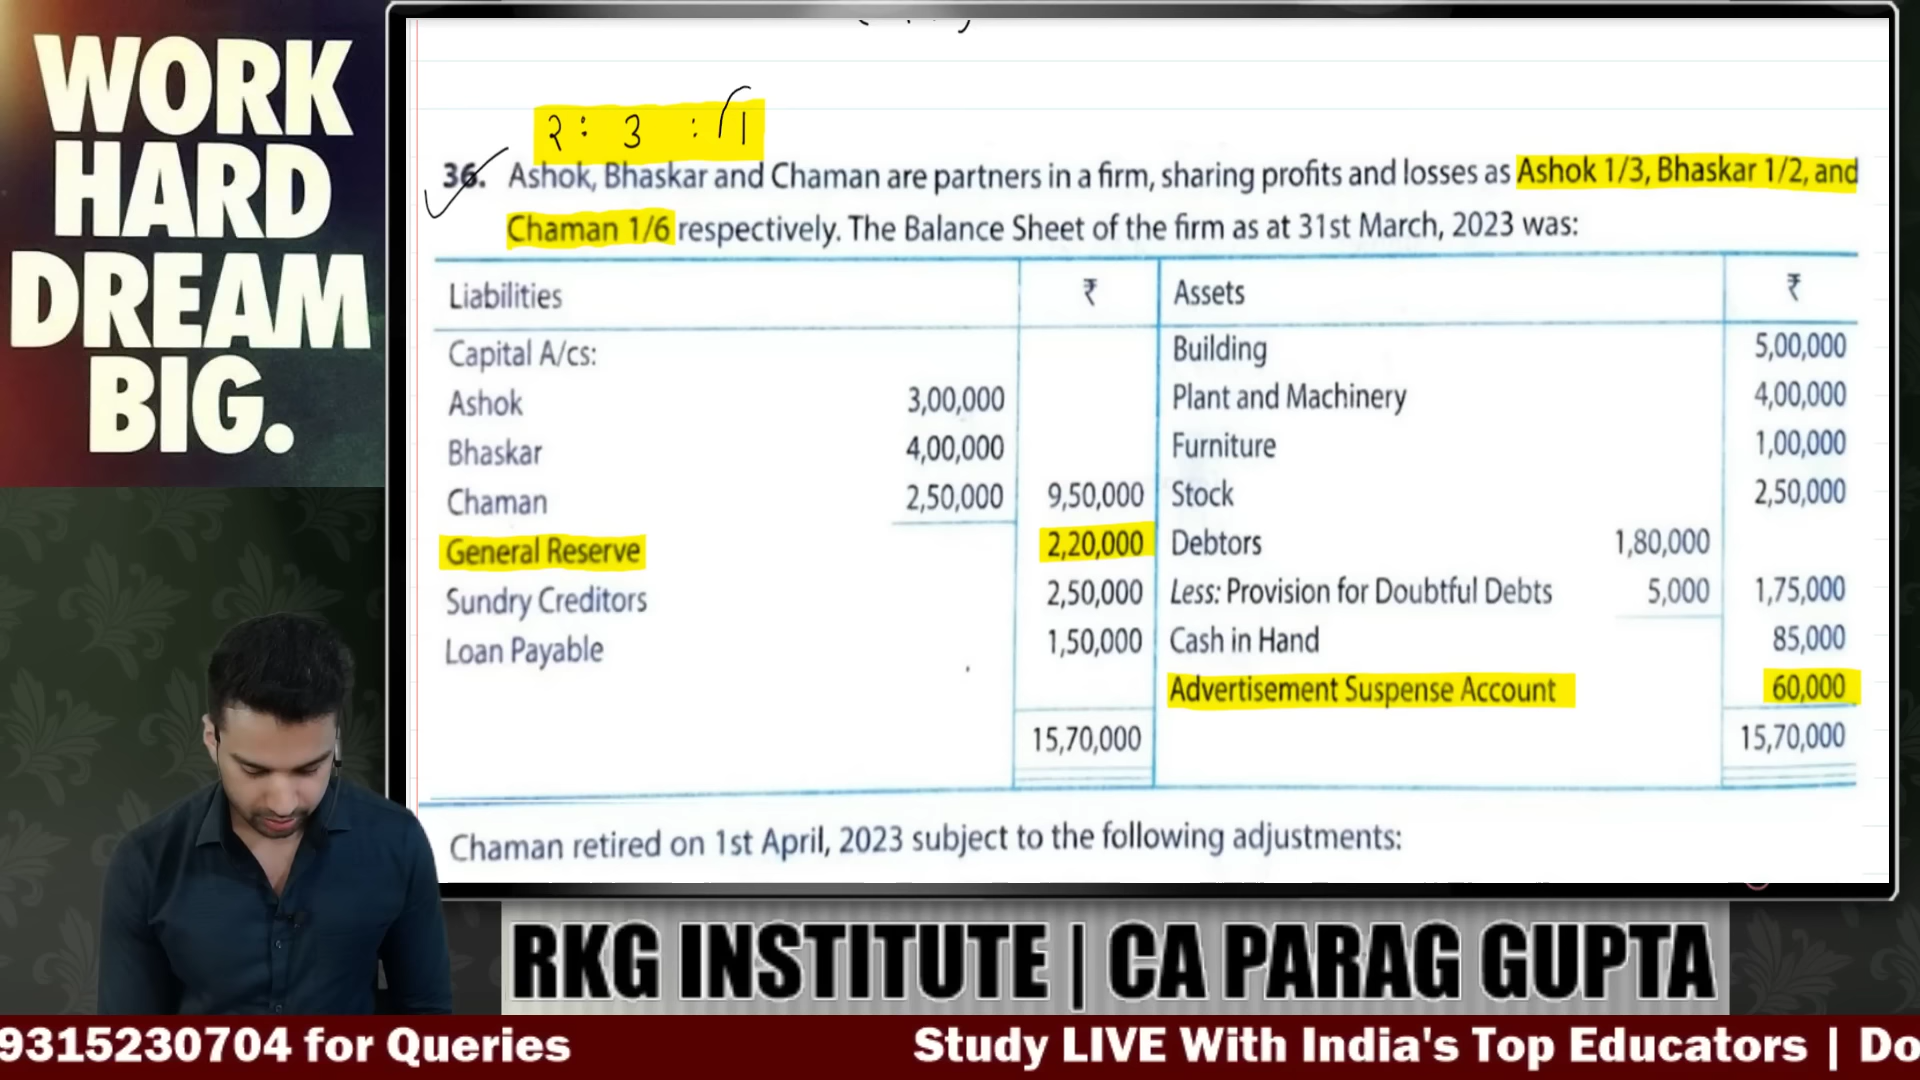 WORK
HARD
DREAM
BIG.
2 : 3 : 1
36. Ashok, Bhaskar and Chaman are partners in a firm, sharing profits and losses as Ashok 1/3, Bhaskar 1/2, and
Chaman 1/6 respectively. The Balance Sheet of the firm as at 31st March, 2023 was:
Liabilities ₹ Assets ₹
Capital A/cs: Building 5,00,000
Ashok 3,00,000 Plant and Machinery 4,00,000
Bhaskar 4,00,000 Furniture 1,00,000
Chaman 2,50,000 9,50,000 Stock 2,50,000
General Reserve 2,20,000 Debtors 1,80,000
Sundry Creditors 2,50,000 Less: Provision for Doubtful Debts 5,000 1,75,000
Loan Payable 1,50,000 Cash in Hand 85,000
Advertisement Suspense Account 60,000
15,70,000 15,70,000
Chaman retired on 1st April, 2023 subject to the following adjustments:
RKG INSTITUTE | CA PARAG GUPTA
9315230704 for Queries Study LIVE With India's Top Educators | Do